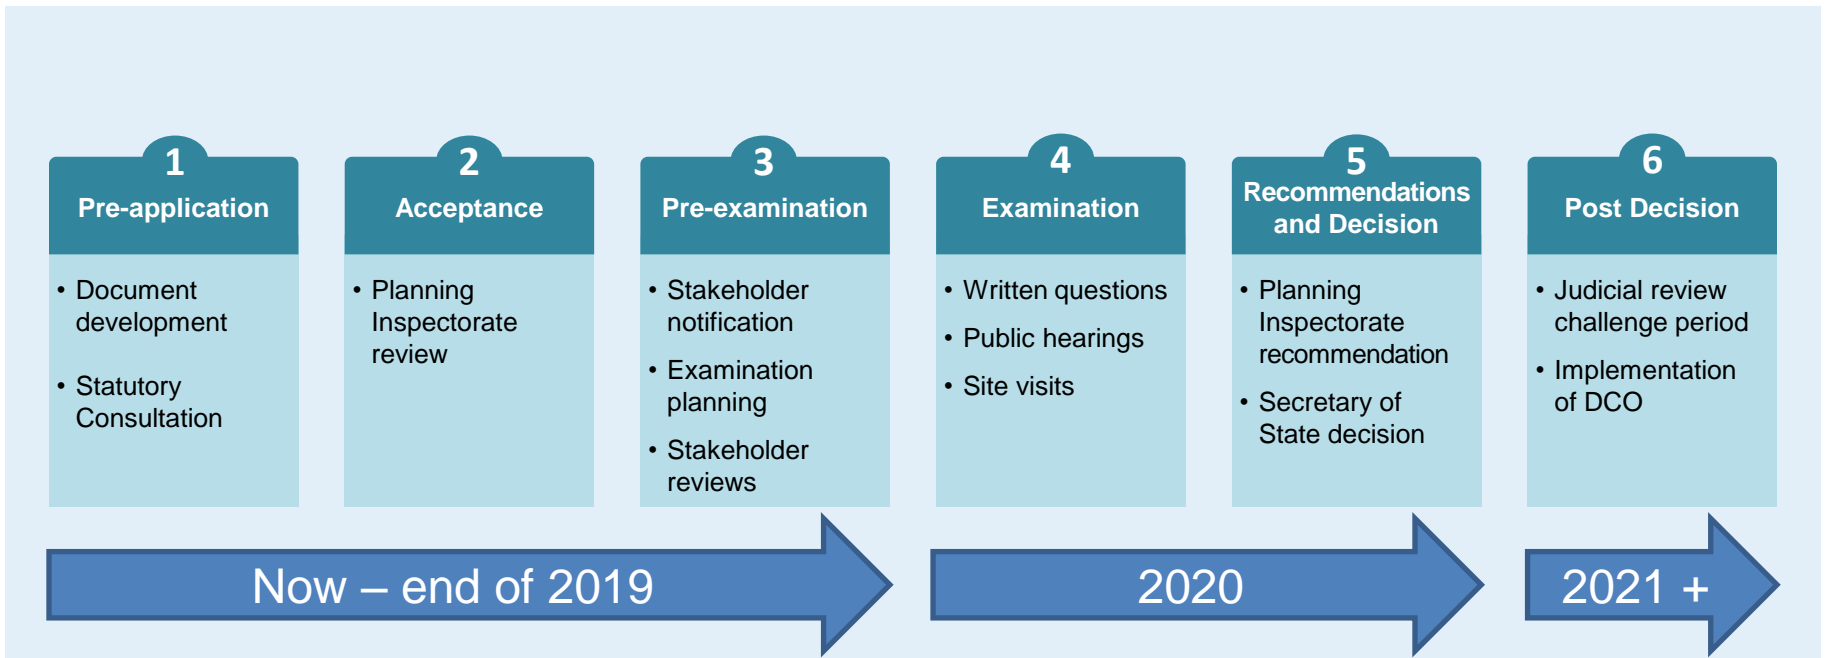 1
Pre-application
• Document
development
• Statutory
Consultation
2
Acceptance
• Planning
Inspectorate
review
3
Pre-examination
• Stakeholder
notification
• Examination
planning
• Stakeholder
reviews
4
Examination
• Written questions
• Public hearings
• Site visits
5
Recommendations
and Decision
• Planning
Inspectorate
recommendation
• Secretary of
State decision
6
Post Decision
• Judicial review
challenge period
• Implementation
of DCO
Now – end of 2019
2020
2021 +